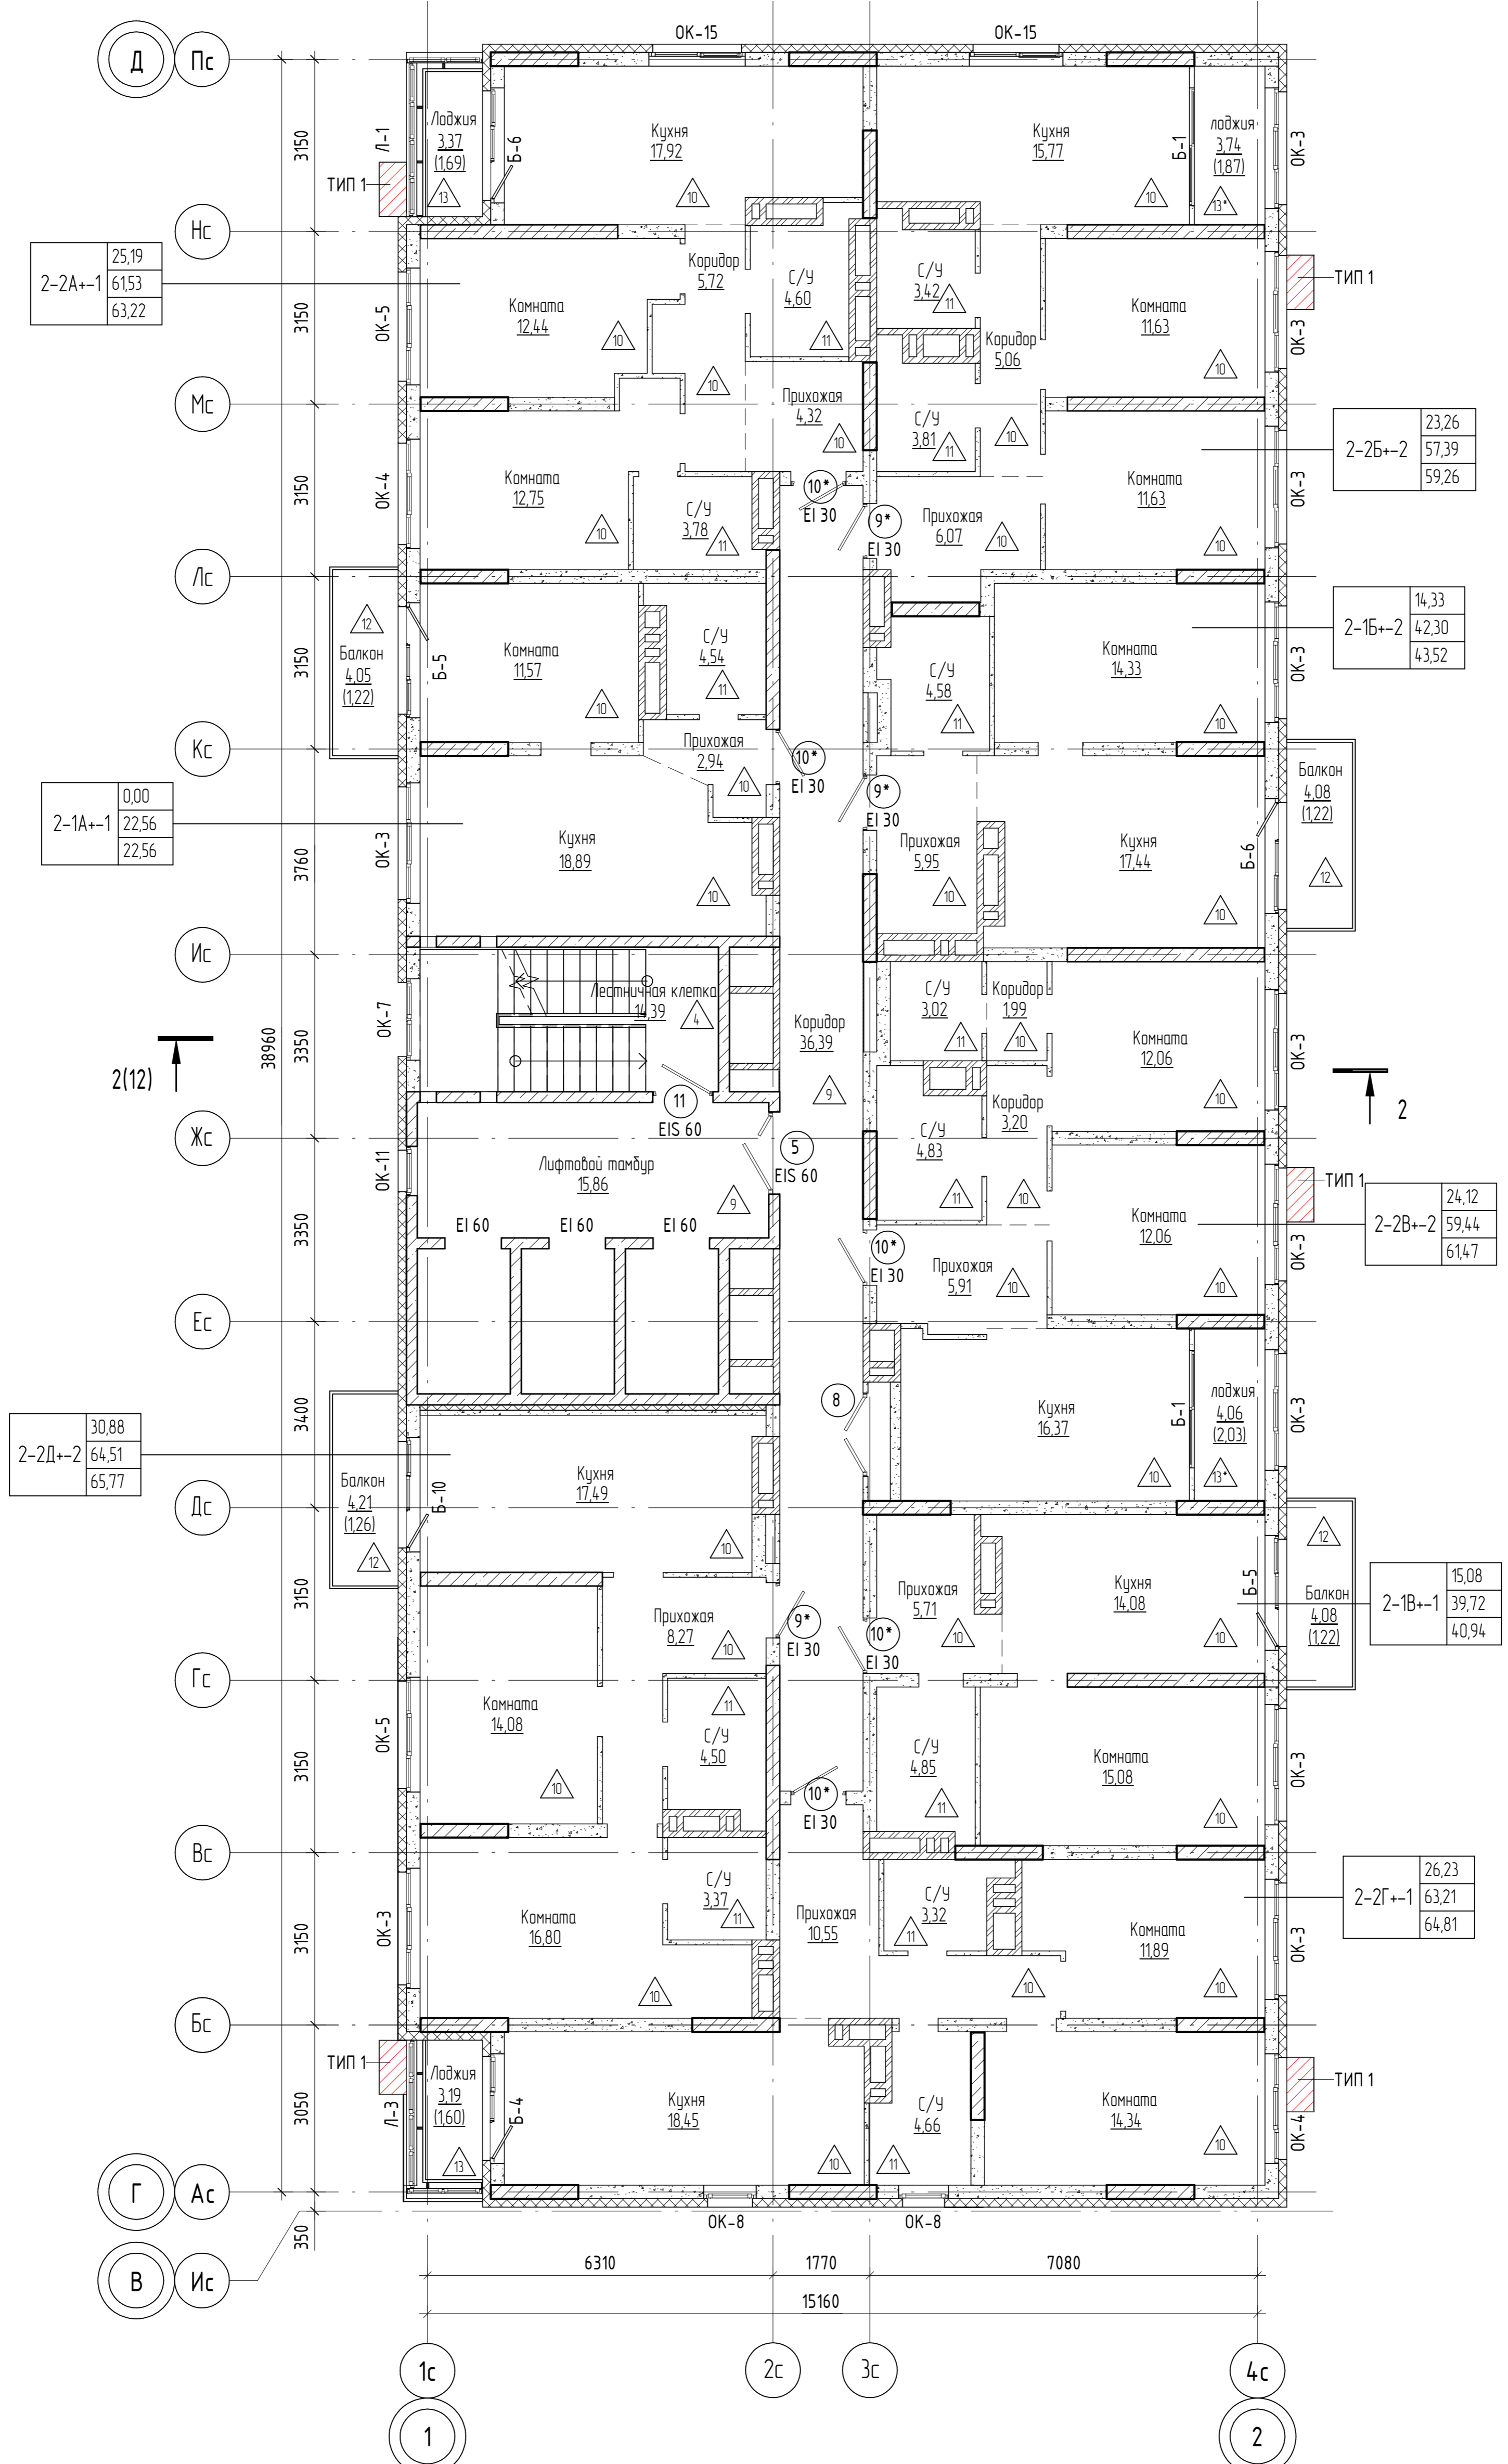 ОК-15
ОК-15
Д
Пс
Лоджия
3,37
(1,69)
13
Л-1
Б-6
Кухня
17,92
10
Кухня
15,77
10
Б-1
лоджия
3,74
(1,87)
13*
ОК-3
3150
ТИП 1
Нс
25,19
2-2А+-1
61,53
63,22
Комната
12,44
10
Коридор
5,72
10
С/У
4,60
11
С/У
3,42
11
Коридор
5,06
Комната
11,63
10
ТИП 1
ОК-3
ОК-5
3150
Мс
Прихожая
4,32
10
С/У
3,81
11
10
23,26
2-2Б+-2
57,39
59,26
Комната
12,75
10
С/У
3,78
11
10*
EI 30
9*
EI 30
Прихожая
6,07
10
Комната
11,63
10
ОК-3
ОК-4
3150
Лс
12
Балкон
4,05
(1,22)
Б-5
Комната
11,57
10
С/У
4,54
11
С/У
4,58
11
Комната
14,33
10
ОК-3
14,33
2-1Б+-2
42,30
43,52
3150
Кс
Прихожая
2,94
10
10*
EI 30
9*
EI 30
Балкон
4,08
(1,22)
12
0,00
2-1А+-1
22,56
22,56
ОК-3
3760
Кухня
18,89
10
Прихожая
5,95
10
Кухня
17,44
10
Б-6
Ис
Лестничная клетка
14,39
4
Коридор
36,39
9
С/У
3,02
11
Коридор
1,99
10
Комната
12,06
10
ОК-3
ОК-7
3350
38960
2(12)
2
11
EIS 60
Жс
5
EIS 60
С/У
4,83
11
Коридор
3,20
10
ОК-11
Лифтовой тамбур
15,86
9
EI 60
EI 60
EI 60
3350
10*
EI 30
Прихожая
5,91
10
Комната
12,06
10
ТИП 1
ОК-3
24,12
2-2В+-2
59,44
61,47
Ес
8
Кухня
16,37
10
Б-1
лоджия
4,06
(2,03)
13*
ОК-3
3400
30,88
2-2Д+-2
64,51
65,77
Балкон
4,21
(1,26)
12
Б-10
Кухня
17,49
10
Дс
12
Балкон
4,08
(1,22)
Б-5
Прихожая
5,71
10
Кухня
14,08
10
15,08
2-1В+-1
39,72
40,94
3150
Прихожая
8,27
10
9*
EI 30
10*
EI 30
Гс
Комната
14,08
10
11
С/У
4,50
С/У
4,85
11
Комната
15,08
10
ОК-3
ОК-5
3150
10*
EI 30
Вс
26,23
2-2Г+-1
63,21
64,81
Комната
16,80
10
С/У
3,37
11
Прихожая
10,55
С/У
3,32
11
10
Комната
11,89
10
ОК-3
ОК-3
3150
Бс
ТИП 1
Лоджия
3,19
(1,60)
13
Л-3
Б-4
Кухня
18,45
10
С/У
4,66
11
Комната
14,34
10
ТИП 1
ОК-4
3050
Г
Ас
350
ОК-8
ОК-8
В
Ис
6310
1770
7080
15160
1с
2с
3с
4с
1
2